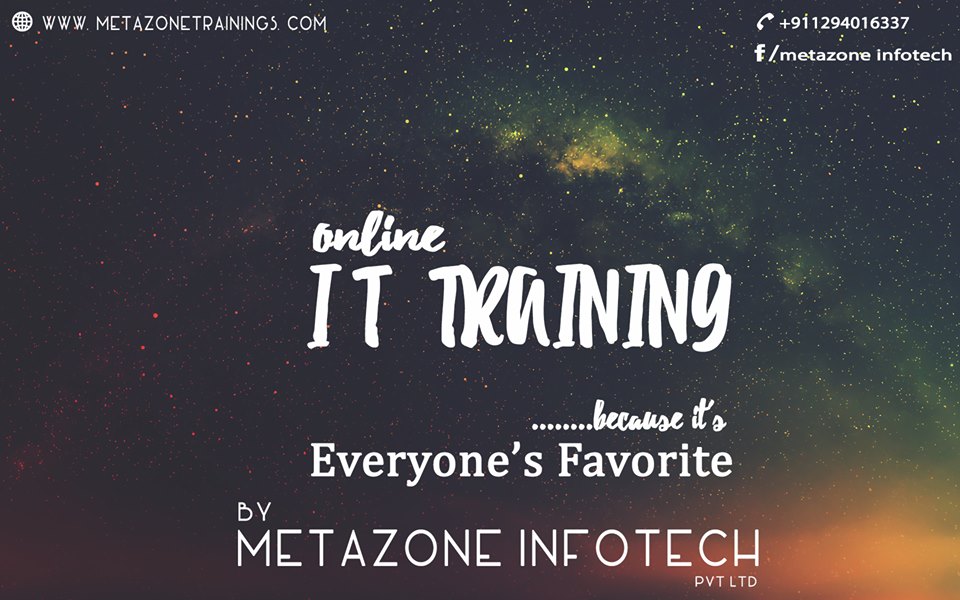 WWW. METAZONETRAININGS. COM
+911294016337
f/metazone infotech
online
IT TRAINING
........because it's
Everyone's Favorite
BY
METAZONE INFOTECH
PVT LTD